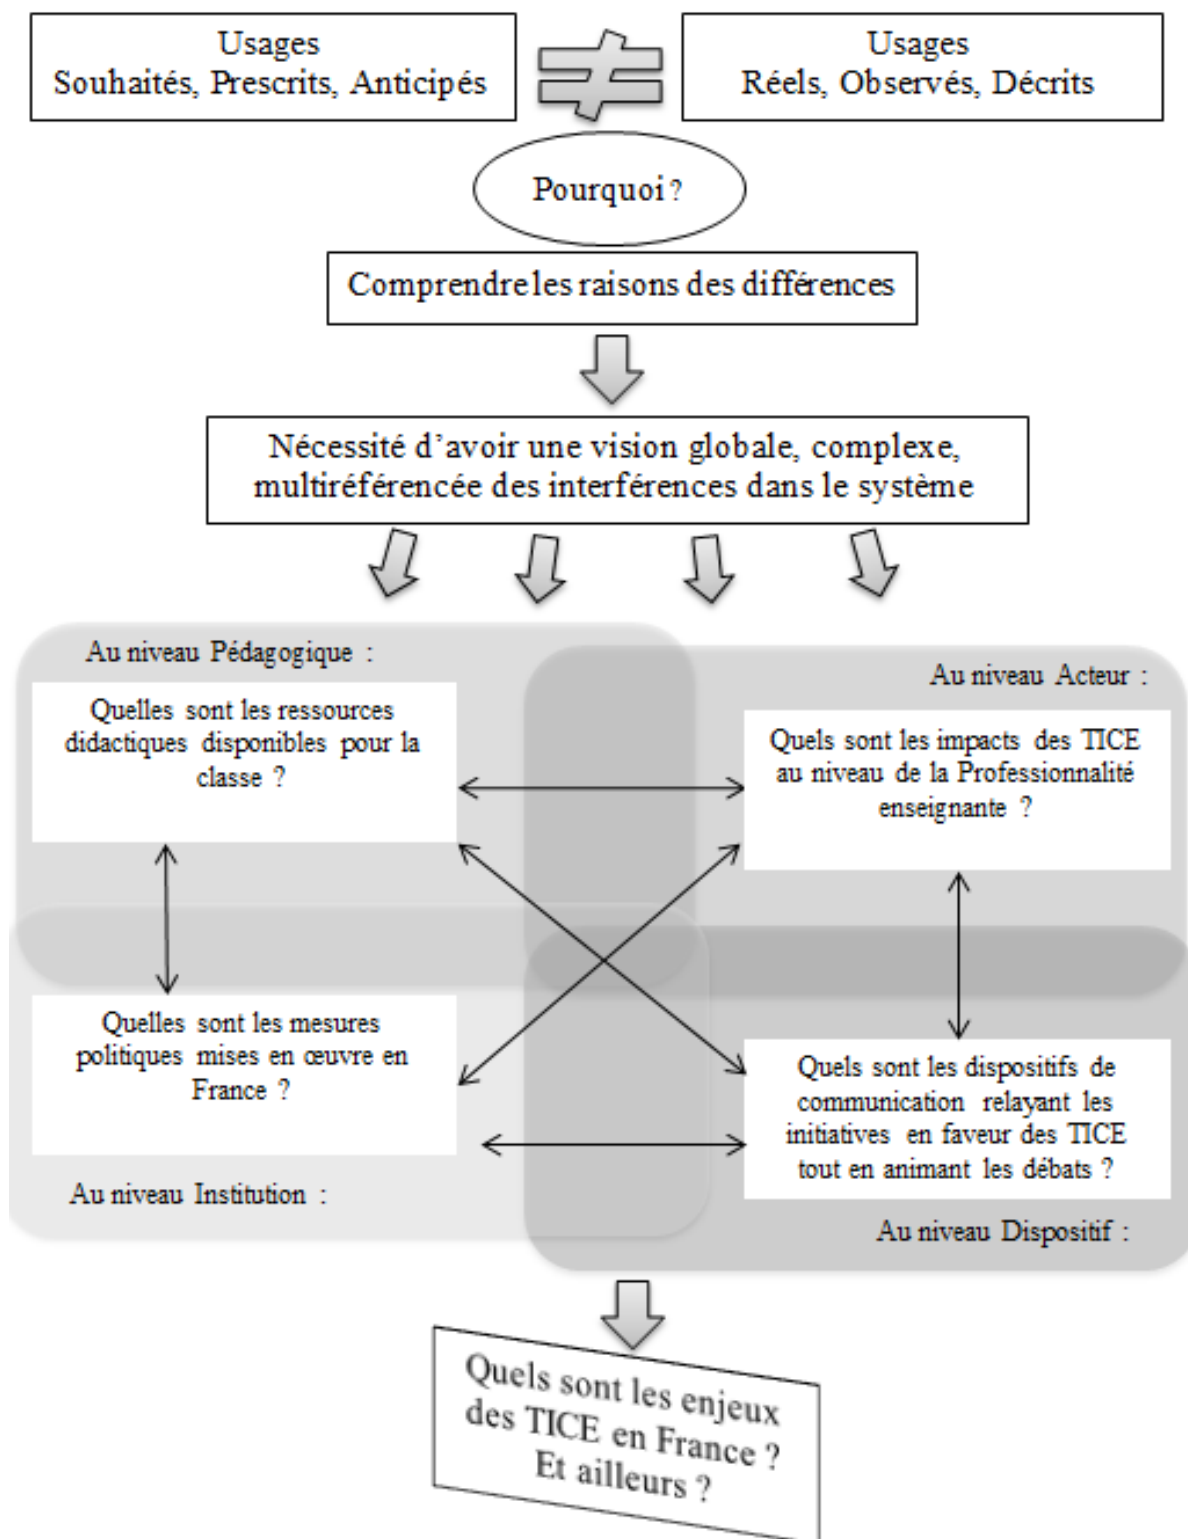 Usages
Souhaités, Prescrits, Anticipés
Usages
Réels, Observés, Décrits
Pourquoi ?
Comprendre les raisons des différences
Nécessité d’avoir une vision globale, complexe,
multiréférencée des interférences dans le système
Au niveau Pédagogique :
Quelles sont les ressources
didactiques disponibles pour la
classe ?
Au niveau Acteur :
Quels sont les impacts des TICE
au niveau de la Professionnalité
enseignante ?
Quelles sont les mesures
politiques mises en œuvre en
France ?
Au niveau Institution :
Quels sont les dispositifs de
communication relayant les
initiatives en faveur des TICE
tout en animant les débats ?
Au niveau Dispositif :
Quels sont les enjeux
des TICE en France ?
Et ailleurs ?